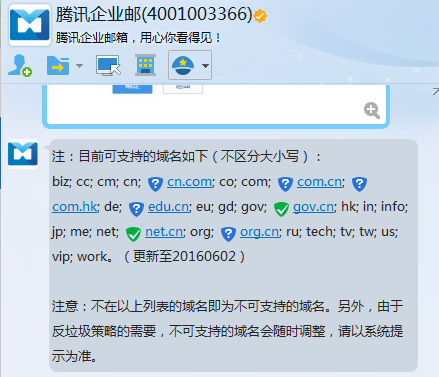 腾讯企业邮(4001003366)
腾讯企业邮箱，用心你看得见！
注：目前可支持的域名如下（不区分大小写）：
biz; cc; cm; cn; cn.com; co; com; com.cn;
com.hk; de; edu.cn; eu; gd; gov; gov.cn; hk; in; info;
jp; me; net; net.cn; org; org.cn; ru; tech; tv; tw; us;
vip; work。（更新至20160602）
注意：不在以上列表的域名即为不可支持的域名。另外，由于
反垃圾策略的需要，不可支持的域名会随时调整，请以系统提
示为准。